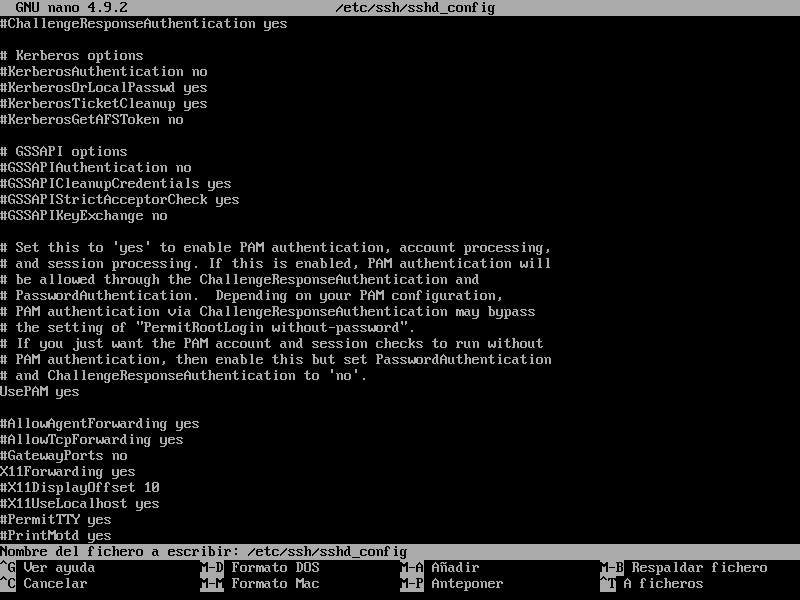 GNU nano 4.9.2 /etc/ssh/sshd_config
#ChallengeResponseAuthentication yes
# Kerberos options
#KerberosAuthentication no
#KerberosOrLocalPasswd yes
#KerberosTicketCleanup yes
#KerberosGetAFSToken no
# GSSAPI options
#GSSAPIAuthentication no
#GSSAPICleanupCredentials yes
#GSSAPIStrictAcceptorCheck yes
#GSSAPIKeyExchange no
# Set this to 'yes' to enable PAM authentication, account processing,
# and session processing. If this is enabled, PAM authentication will
# be allowed through the ChallengeResponseAuthentication and
# PasswordAuthentication.  Depending on your PAM configuration,
# PAM authentication via ChallengeResponseAuthentication may bypass
# the setting of "PermitRootLogin without-password".
# If you just want the PAM account and session checks to run without
# PAM authentication, then enable this but set PasswordAuthentication
# and ChallengeResponseAuthentication to 'no'.
UsePAM yes
#AllowAgentForwarding yes
#AllowTcpForwarding yes
#GatewayPorts no
X11Forwarding yes
#X11DisplayOffset 10
#X11UseLocalhost yes
#PermitTTY yes
#PrintMotd yes
Nombre del fichero a escribir: /etc/ssh/sshd_config
^G Ver ayuda M-D Formato DOS M-A Añadir M-B Respaldar fichero
^C Cancelar M-M Formato Mac M-P Anteponer ^T A ficheros